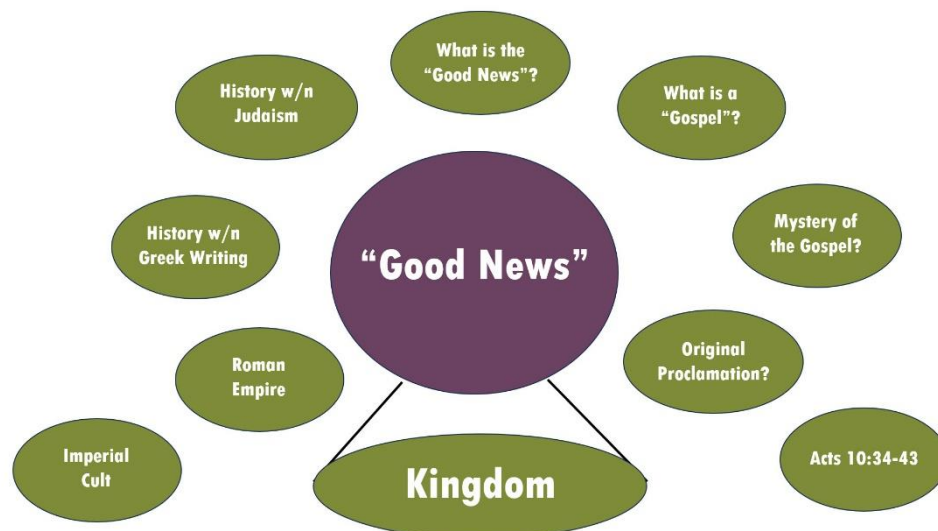 What is the
“Good News”?
History w/n
Judaism
What is a
“Gospel”?
History w/n
Greek Writing
“Good News”
Mystery of
the Gospel?
Roman
Empire
Original
Proclamation?
Imperial
Cult
Kingdom
Acts 10:34-43